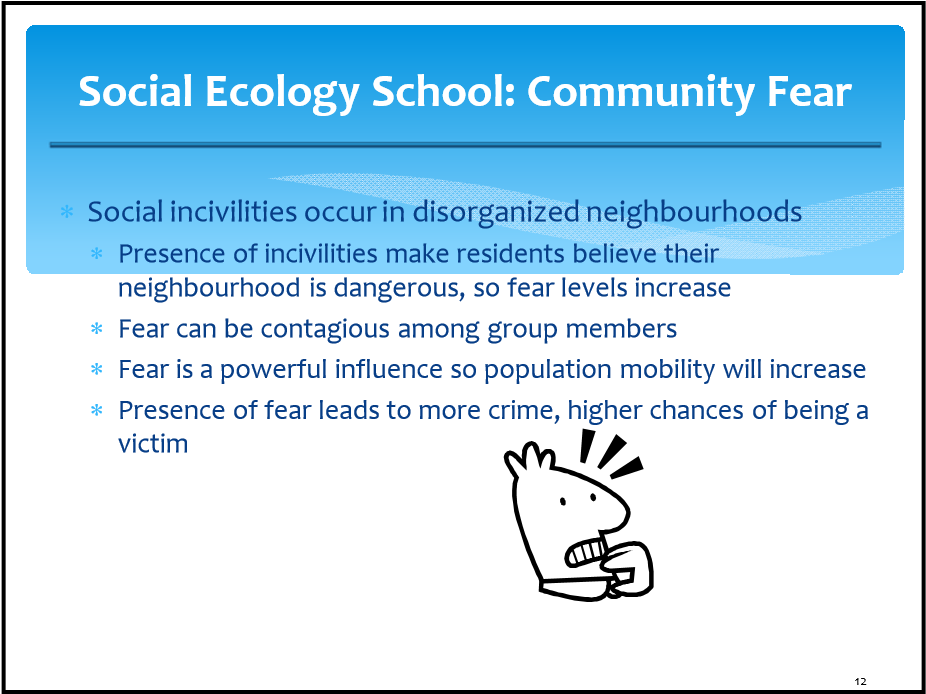 Social Ecology School: Community Fear
Social incivilities occur in disorganized neighbourhoods
Presence of incivilities make residents believe their
neighbourhood is dangerous, so fear levels increase
Fear can be contagious among group members
Fear is a powerful influence so population mobility will increase
Presence of fear leads to more crime, higher chances of being a
victim
12